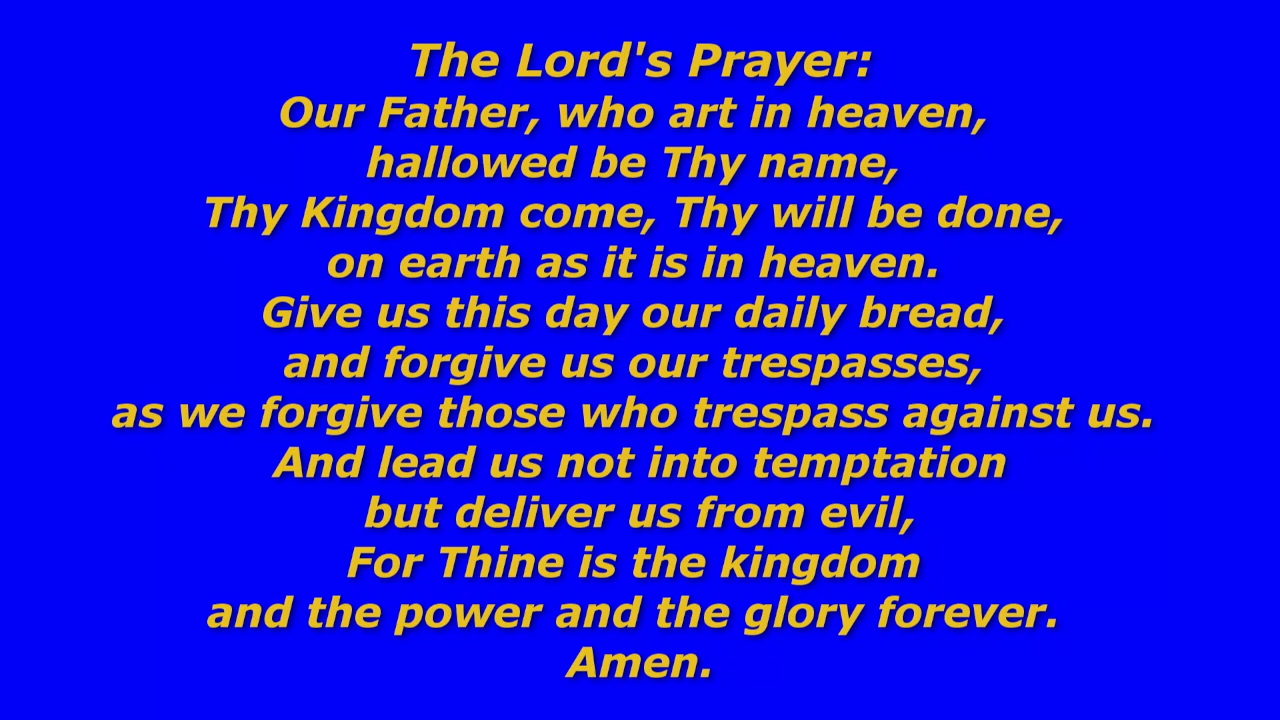 The Lord's Prayer:
Our Father, who art in heaven,
hallowed be Thy name,
Thy Kingdom come, Thy will be done,
on earth as it is in heaven.
Give us this day our daily bread,
and forgive us our trespasses,
as we forgive those who trespass against us.
And lead us not into temptation
but deliver us from evil,
For Thine is the kingdom
and the power and the glory forever.
Amen.